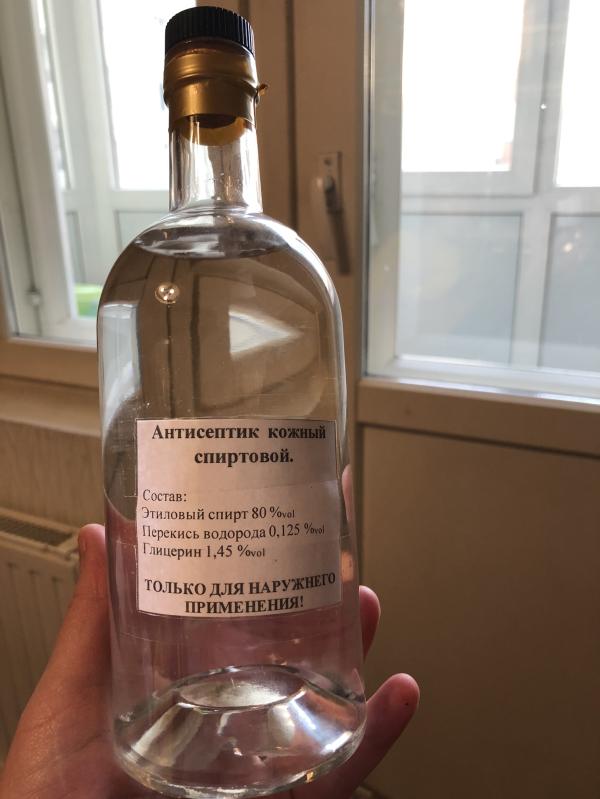 Антисептик кожный
спиртовой.
Состав:
Этиловый спирт 80 %vol
Перекись водорода 0,125 %vol
Глицерин 1,45 %vol
ТОЛЬКО ДЛЯ НАРУЖНЕГО
ПРИМЕНЕНИЯ!